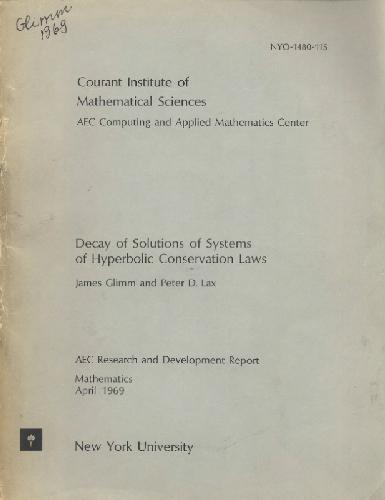 Glimm
1969
NYO-1480-115
Courant Institute of
Mathematical Sciences
AEC Computing and Applied Mathematics Center
Decay of Solutions of Systems
of Hyperbolic Conservation Laws
James Glimm and Peter D. Lax
AEC Research and Development Report
Mathematics
April 1969
New York University